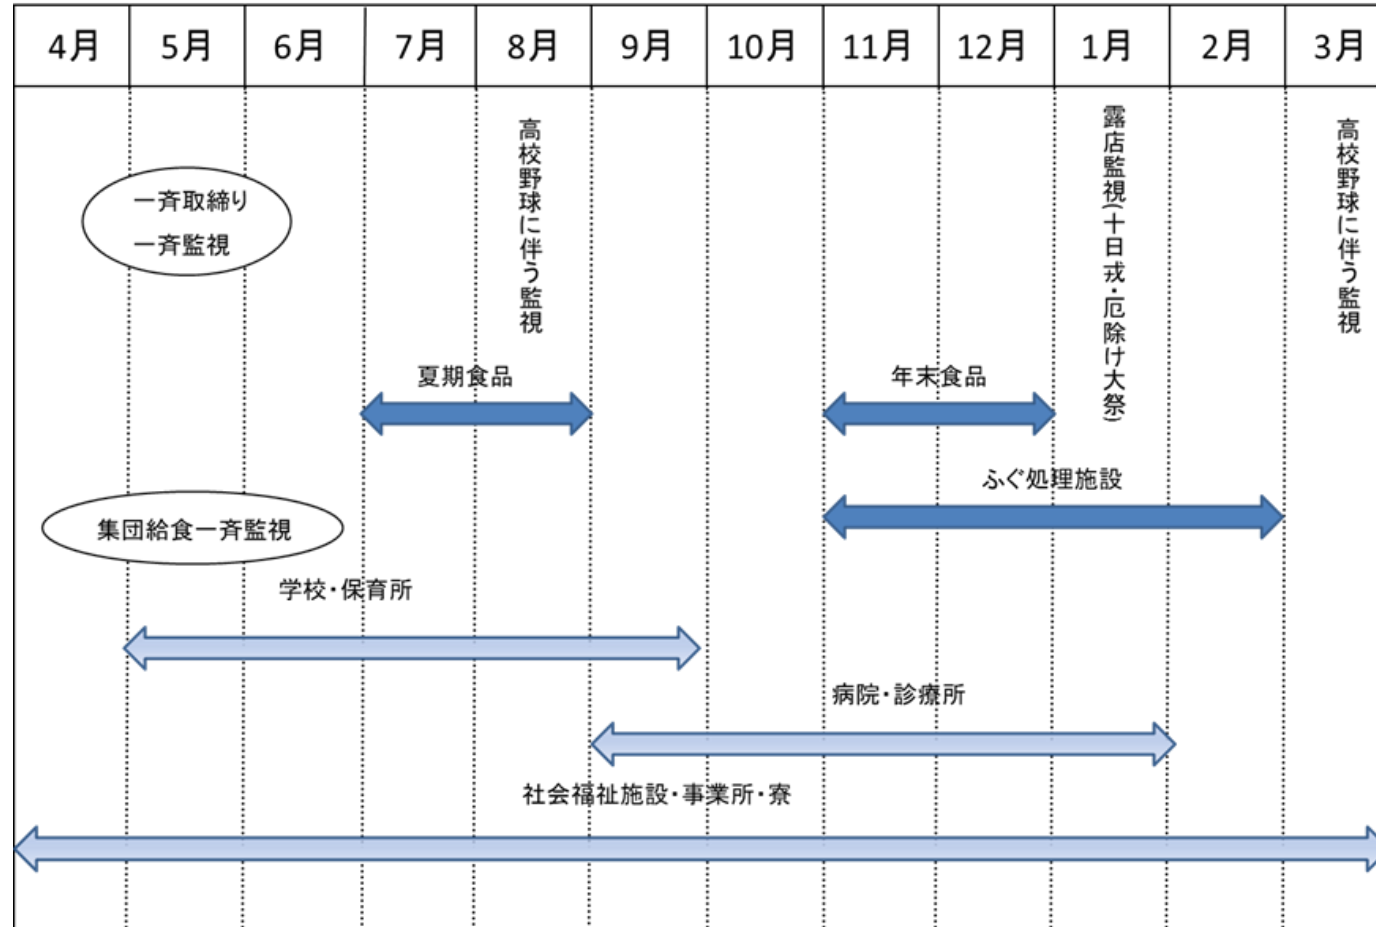 4月 5月 6月 7月 8月 9月 10月 11月 12月 1月 2月 3月
一斉取締り
一斉監視
高校野球に伴う監視
露店監視(十日戎・厄除け大祭)
高校野球に伴う監視
夏期食品
年末食品
ふぐ処理施設
集団給食一斉監視
学校・保育所
病院・診療所
社会福祉施設・事業所・寮